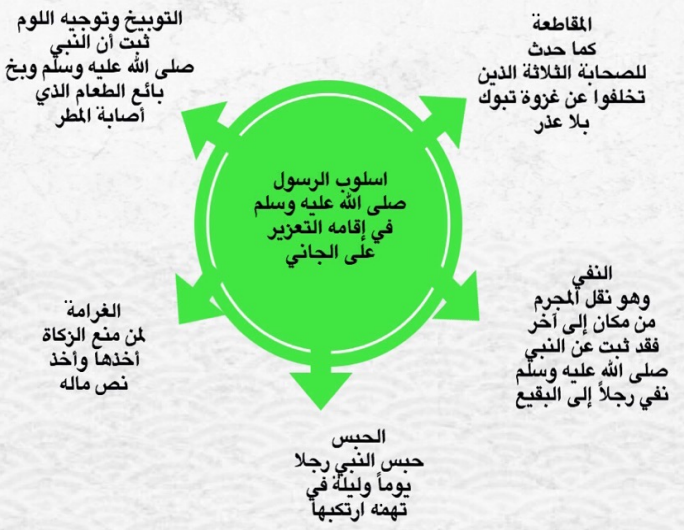 اسلوب الرسول
صلى الله عليه وسلم
في إقامه التعزير
على الجاني
المقاطعة
كما حدث
للصحابة الثلاثة الذين
تخلفوا عن غزوة تبوك
بلا عذر
النفي
وهو نقل المجرم
من مكان إلى آخر
فقد ثبت عن النبي
صلى الله عليه وسلم
نفي رجلاً إلى البقيع
الحبس
حبس النبي رجلا
يوماً وليلة في
تهمه ارتكبها
الغرامة
لمن منع الزكاة
أخذها وأخذ
نص ماله
التوبيخ وتوجيه اللوم
ثبت أن النبي
صلى الله عليه وسلم وبخ
بائع الطعام الذي
أصابة المطر